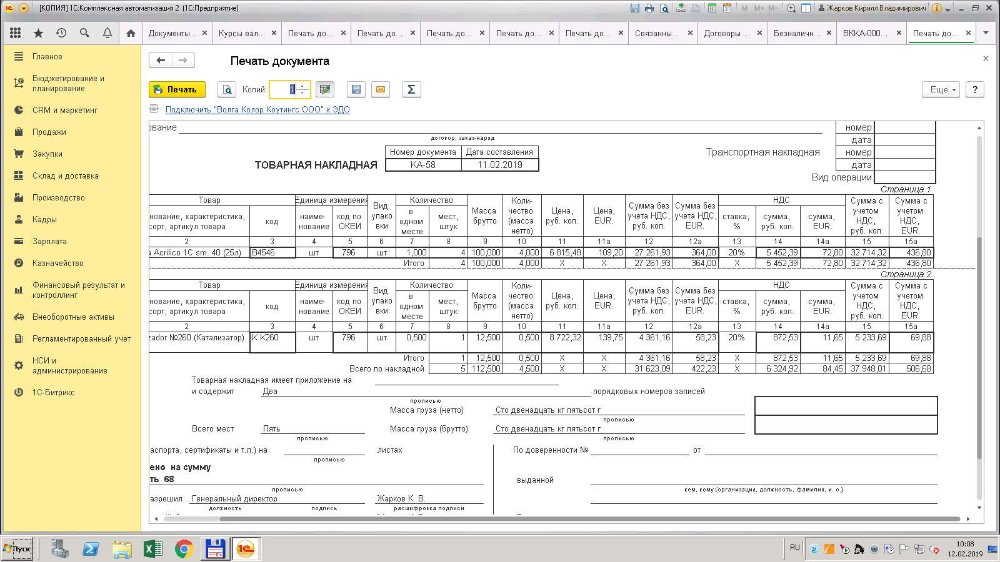 [КОПИЯ] 1С:Комплексная автоматизация 2 (1С:Предприятие)
M M+ M- Жарков Кирилл Владимирович
Документы... Курсы вал... Печать до... Печать до... Печать до... Печать до... Печать до... Связанны... Договоры ... Безналичн... ВККА-000... Печать до...
Главное
Бюджетирование и
планирование
CRM и маркетинг
Продажи
Закупки
Склад и доставка
Производство
Кадры
Зарплата
Казначейство
Финансовый результат и
контроллинг
Внеоборотные активы
Регламентированный учет
НСИ и
администрирование
1С-Битрикс
Печать документа
Печать Копий: 1 Σ Еще ?
Подключить "Волга Колор Коутингс ООО" к ЭДО
ование номер
договор, заказ-наряд
дата
Номер документа Дата составления Транспортная накладная номер
ТОВАРНАЯ НАКЛАДНАЯ КА-58 11.02.2019 дата
Вид операции
Страница 1
Товар Единица измерения Вид упако вки Количество Масса брутто Коли- чество (масса нетто) Цена, руб. коп. Цена, EUR. Сумма без учета НДС, руб. коп. Сумма без учета НДС, EUR. НДС Сумма с учетом НДС, руб. коп. Сумма с учетом НДС, EUR.
нование, характеристика, сорт, артикул товара код наиме- нование код по ОКЕИ в одном месте мест, штук ставка, % сумма, руб. коп. сумма, EUR.
2 3 4 5 6 7 8 9 10 11 11а 12 12а 13 14 14а 15 15а
a Acrilico 1C sm. 40 (25л) B4546 шт 796 шт 1,000 4 100,000 4,000 6 815,48 109,20 27 261,93 364,00 20% 5 452,39 72,80 32 714,32 436,80
Итого 4 100,000 4,000 X X 27 261,93 364,00 X 5 452,39 72,80 32 714,32 436,80
Страница 2
Товар Единица измерения Вид упако вки Количество Масса брутто Коли- чество (масса нетто) Цена, руб. коп. Цена, EUR. Сумма без учета НДС, руб. коп. Сумма без учета НДС, EUR. НДС Сумма с учетом НДС, руб. коп. Сумма с учетом НДС, EUR.
нование, характеристика, сорт, артикул товара код наиме- нование код по ОКЕИ в одном месте мест, штук ставка, % сумма, руб. коп. сумма, EUR.
2 3 4 5 6 7 8 9 10 11 11а 12 12а 13 14 14а 15 15а
zador №260 (Катализатор) К K260 шт 796 шт 0,500 1 12,500 0,500 8 722,32 139,75 4 361,16 58,23 20% 872,53 11,65 5 233,69 69,88
Итого 1 12,500 0,500 X X 4 361,16 58,23 X 872,53 11,65 5 233,69 69,88
Всего по накладной 5 112,500 4,500 X X 31 623,09 422,23 X 6 324,92 84,45 37 948,01 506,68
Товарная накладная имеет приложение на
и содержит Два порядковых номеров записей
прописью
Масса груза (нетто) Сто двенадцать кг пятьсот г
прописью
Всего мест Пять Масса груза (брутто) Сто двенадцать кг пятьсот г
прописью прописью
аспорта, сертификаты и т.п.) на листах По доверенности № от
прописью
ено на сумму
ть 68 выданной
прописью кем, кому (организация, должность, фамилия, и. о.)
азрешил Генеральный директор Жарков К. В.
должность подпись расшифровка подписи
Пуск 64 RU 24 10:08
12.02.2019